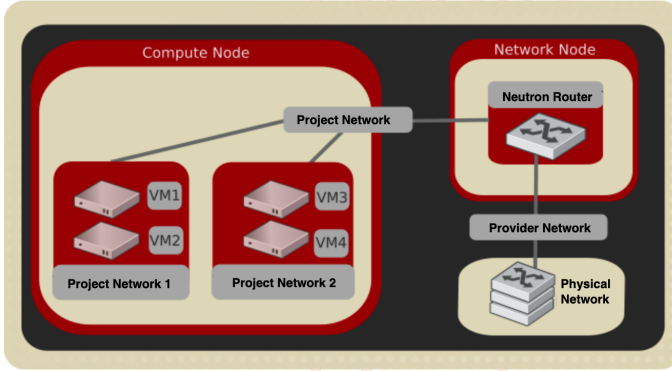 Compute Node
Network Node
Neutron Router
Project Network
VM1
VM3
VM2
VM4
Provider Network
Project Network 1
Project Network 2
Physical
Network